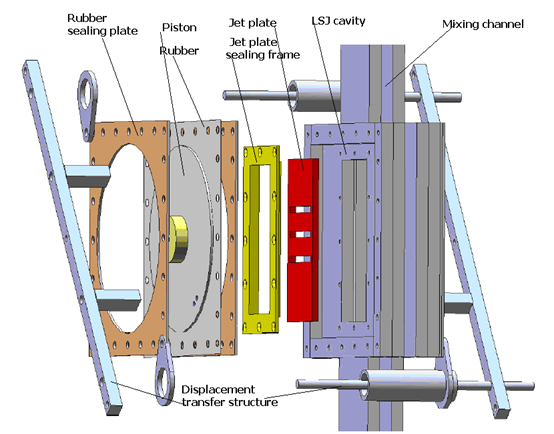 Rubber
sealing plate
Piston
Rubber
Jet plate
Jet plate
sealing frame
LSJ cavity
Mixing channel
Displacement
transfer structure